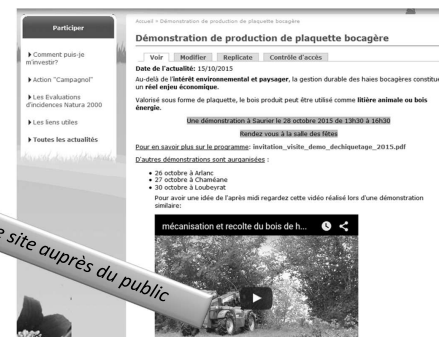 Participer
Comment puis-je
m'investir?
Action "Campagnol"
Les Evaluations
d'incidences Natura 2000
Les liens utiles
Toutes les actualités
Accueil » Démonstration de production de plaquette bocagère
Démonstration de production de plaquette bocagère
Voir Modifier Replicate Contrôle d'accès
Date de l'actualité: 15/10/2015
Au-delà de l'intérêt environnemental et paysager, la gestion durable des haies bocagères constitue
un réel enjeu économique.
Valorisé sous forme de plaquette, le bois produit peut être utilisé comme litière animale ou bois
énergie.
Une démonstration à Saurier le 28 octobre 2015 de 13h30 à 16h30
Rendez vous à la salle des fêtes
Pour en savoir plus sur le programme: invitation_visite_demo_dechiquetage_2015.pdf
D'autres démonstrations sont aurganisées :
26 octobre à Arlanc
27 octobre à Chaméane
30 octobre à Loubeyrat
Pour avoir une idée de l'après midi regardez cette vidéo réalisé lors d'une démonstration
similaire:
mécanisation et recolte du bois de h...
site auprès du public